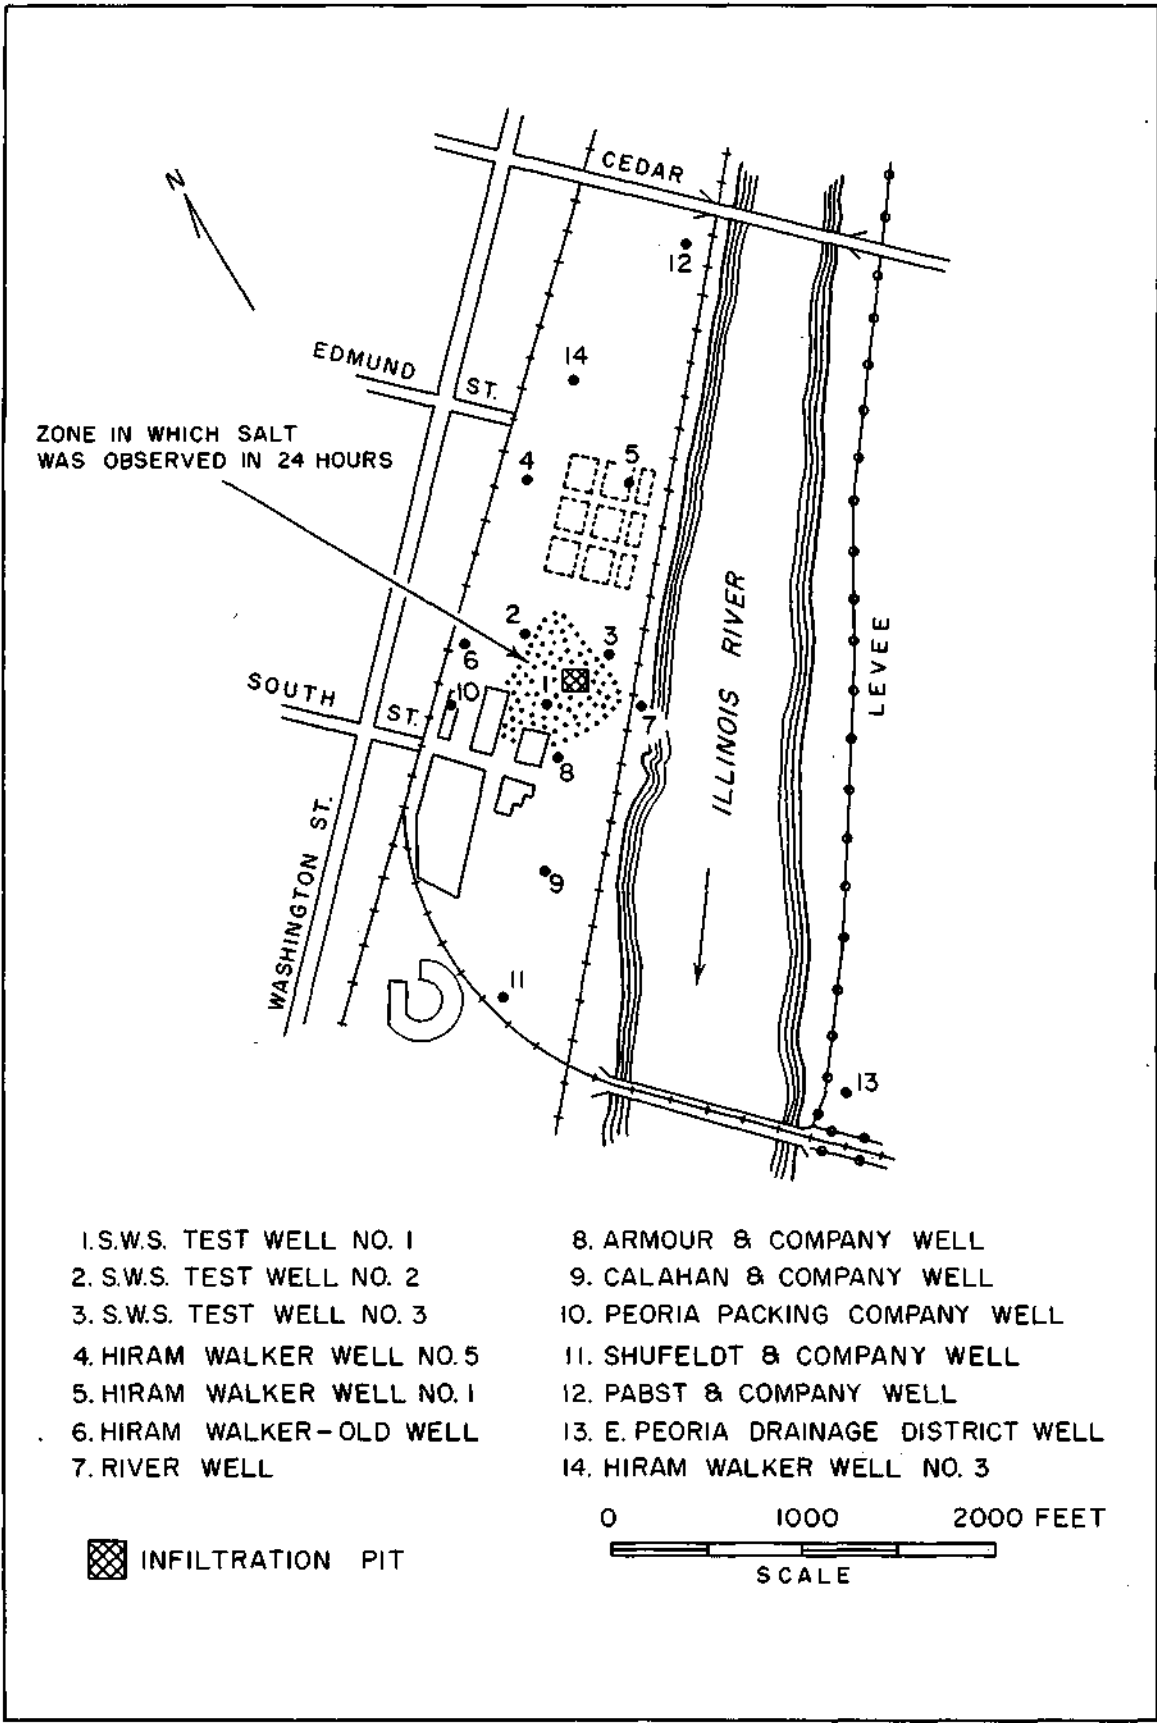 N
CEDAR
12
14
EDMUND ST.
ZONE IN WHICH SALT
WAS OBSERVED IN 24 HOURS
4
5
2
3
6
SOUTH ST.
10
1
7
8
ILLINOIS RIVER
LEVEE
WASHINGTON ST.
9
11
13
1. S.W.S. TEST WELL NO. 1
2. S.W.S. TEST WELL NO. 2
3. S.W.S. TEST WELL NO. 3
4. HIRAM WALKER WELL NO. 5
5. HIRAM WALKER WELL NO. 1
6. HIRAM WALKER-OLD WELL
7. RIVER WELL
8. ARMOUR & COMPANY WELL
9. CALAHAN & COMPANY WELL
10. PEORIA PACKING COMPANY WELL
11. SHUFELDT & COMPANY WELL
12. PABST & COMPANY WELL
13. E. PEORIA DRAINAGE DISTRICT WELL
14. HIRAM WALKER WELL NO. 3
INFILTRATION PIT
0 1000 2000 FEET
SCALE